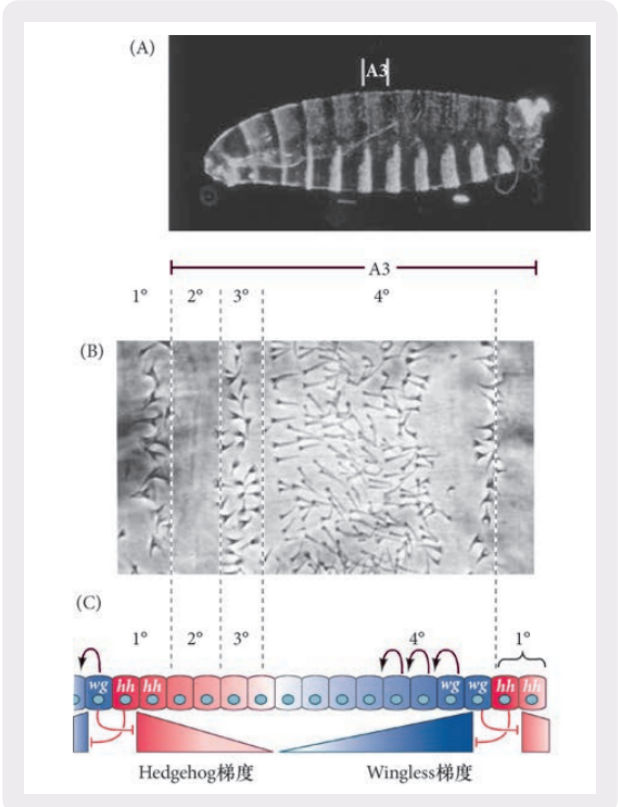 (A)
A3
A3
1° 2° 3° 4°
(B)
(C)
1° 2° 3° 4° 1°
wg hh hh wg wg hh hh
Hedgehog梯度 Wingless梯度